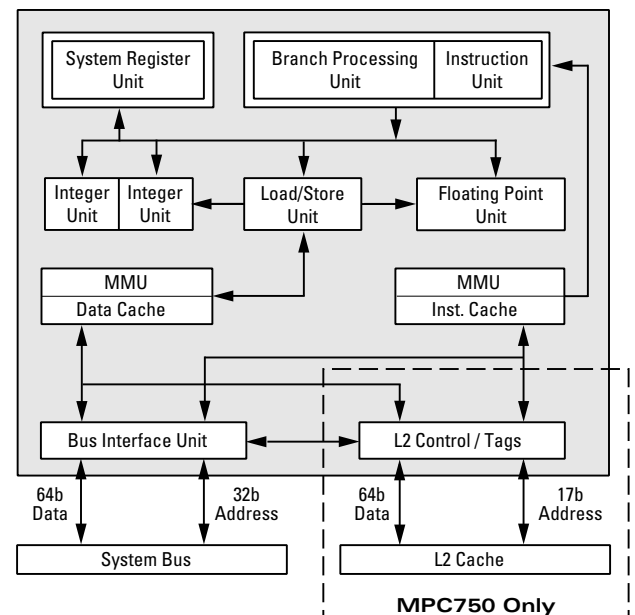 System Register
Unit
Branch Processing
Unit
Instruction
Unit
Integer
Unit
Integer
Unit
Load/Store
Unit
Floating Point
Unit
MMU
Data Cache
MMU
Inst. Cache
Bus Interface Unit
L2 Control / Tags
64b
Data
32b
Address
64b
Data
17b
Address
System Bus
L2 Cache
MPC750 Only